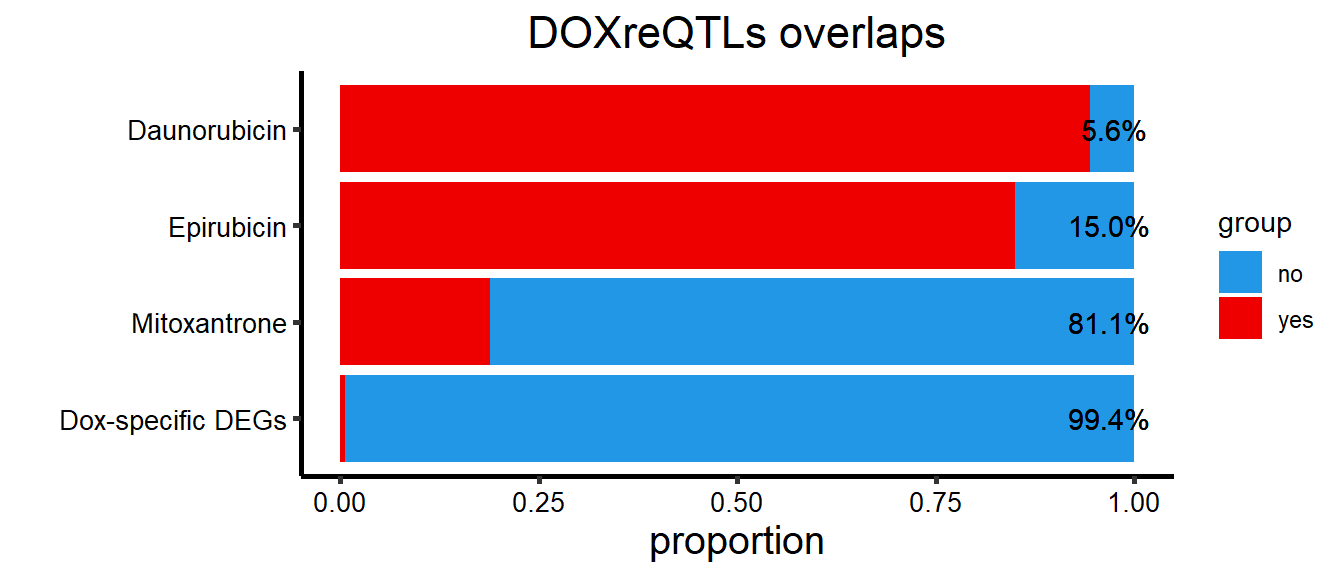 DOXreQTLs overlaps
Daunorubicin
5.6%
Epirubicin
15.0%
Mitoxantrone
81.1%
Dox-specific DEGs
99.4%
0.00 0.25 0.50 0.75 1.00
proportion
group
no
yes